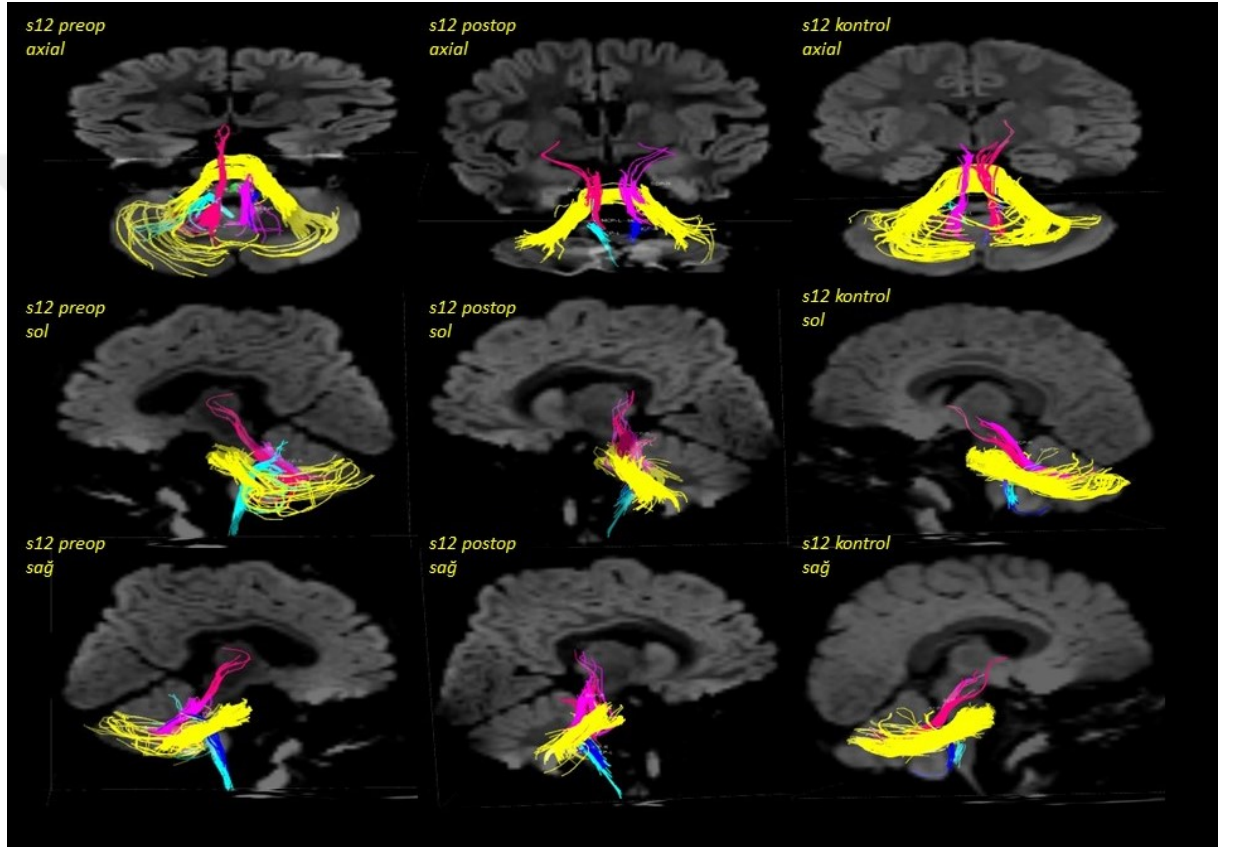 s12 preop
axial
s12 postop
axial
s12 kontrol
axial
s12 preop
sol
s12 postop
sol
s12 kontrol
sol
s12 preop
sağ
s12 postop
sağ
s12 kontrol
sağ